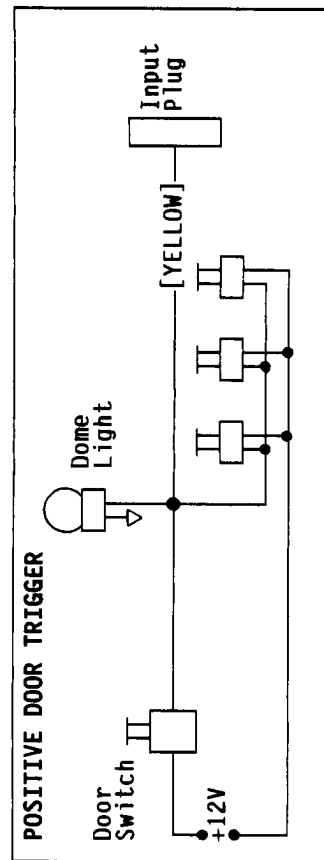 POSITIVE DOOR TRIGGER
Door
Switch
Dome
Light
Input
Plug
[YELLOW]
+12V